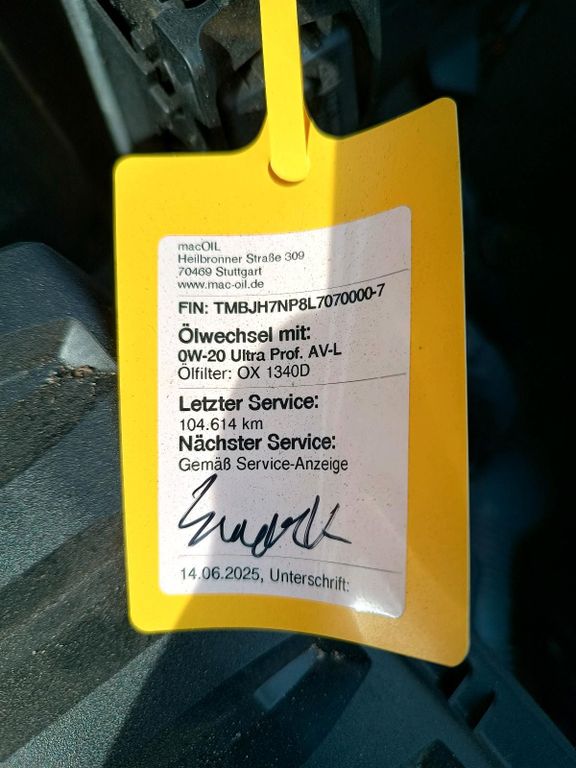 macOIL
Heilbronner Straße 309
70469 Stuttgart
www.mac-oil.de
FIN: TMBJH7NP8L7070000-7
Ölwechsel mit:
0W-20 Ultra Prof. AV-L
Ölfilter: OX 1340D
Letzter Service:
104.614 km
Nächster Service:
Gemäß Service-Anzeige
14.06.2025, Unterschrift: